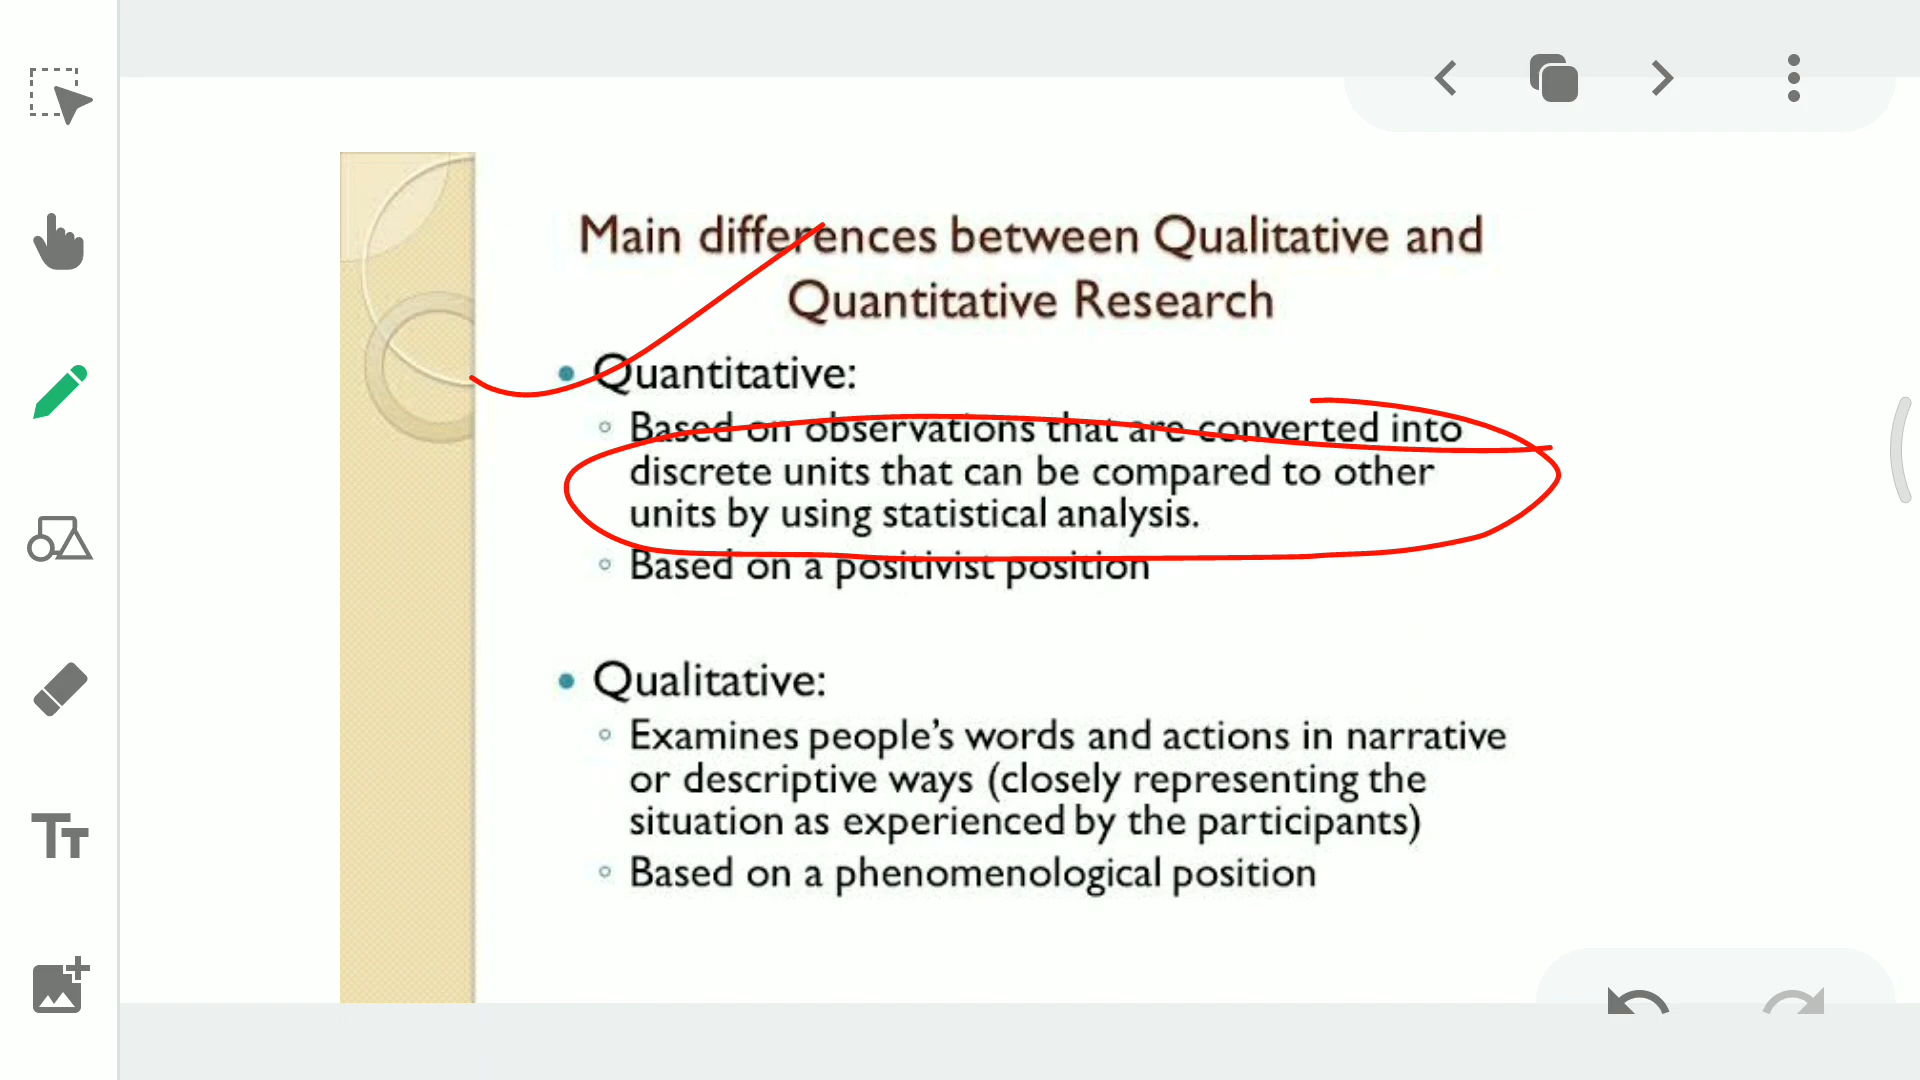 Main differences between Qualitative and
Quantitative Research
• Quantitative:
◦ Based on observations that are converted into
discrete units that can be compared to other
units by using statistical analysis.
◦ Based on a positivist position
• Qualitative:
◦ Examines people's words and actions in narrative
or descriptive ways (closely representing the
situation as experienced by the participants)
◦ Based on a phenomenological position
TT